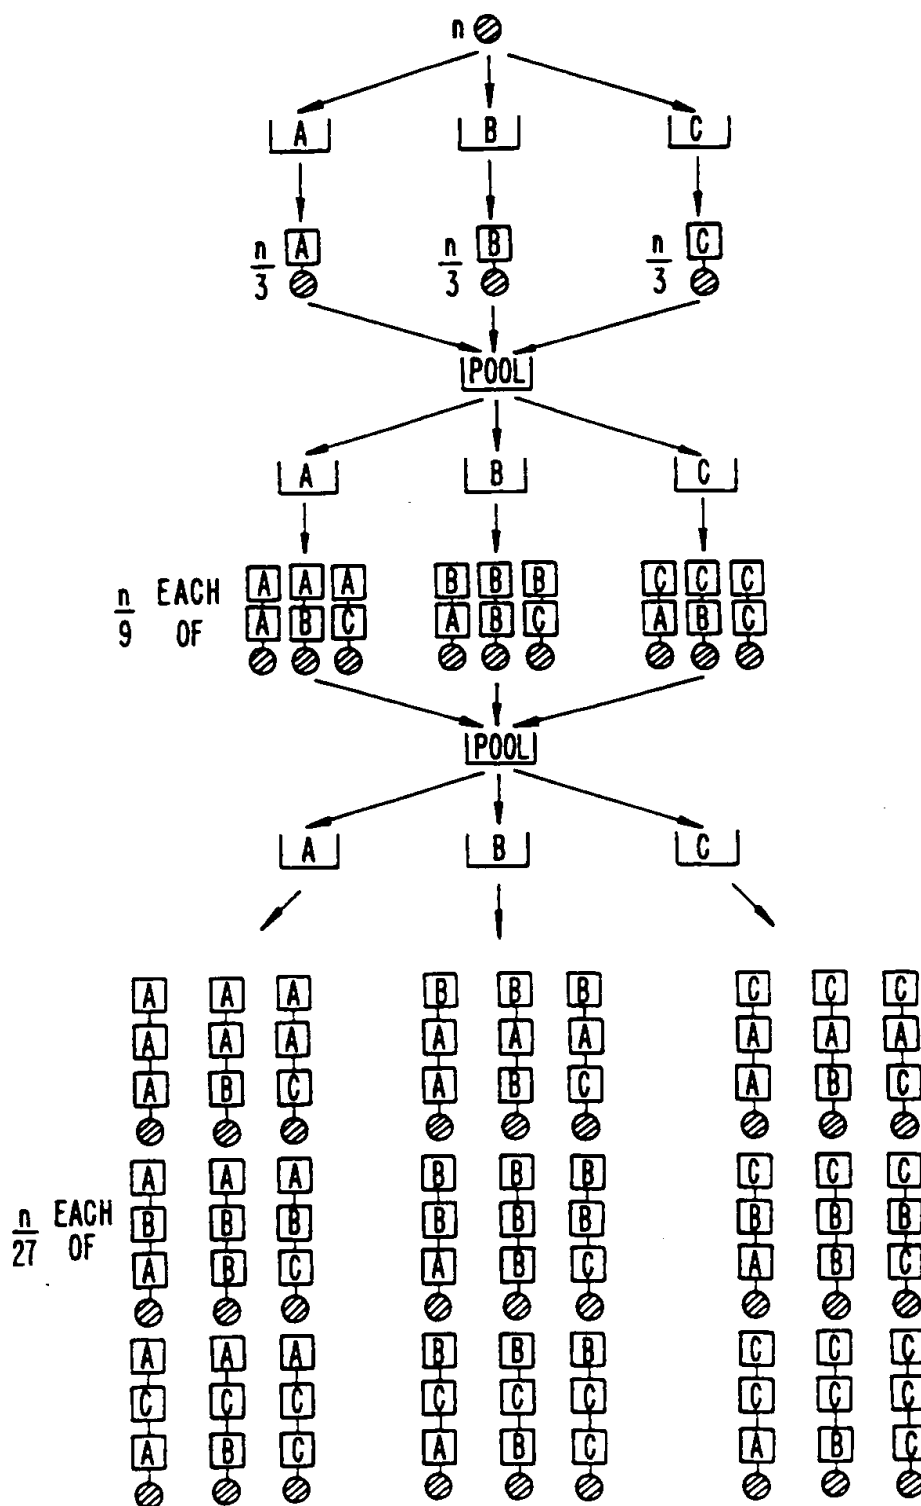 n
A B C
n/3 A n/3 B n/3 C
POOL
A B C
n/9 EACH OF
A A A B B B C C C
A B C A B C A B C
POOL
A B C
A A A B B B C C C
A A A A A A A A A
A B C A B C A B C
n/27 EACH OF
A A A B B B C C C
B B B B B B B B B
A B C A B C A B C
A A A B B B C C C
C C C C C C C C C
A B C A B C A B C